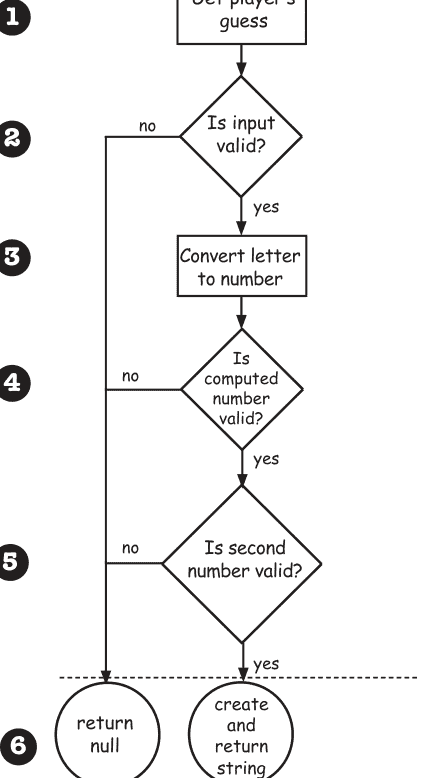 1
Get player's
guess
2
no
Is input
valid?
yes
3
Convert letter
to number
4
no
Is
computed
number
valid?
yes
5
no
Is second
number valid?
yes
6
return
null
create
and
return
string